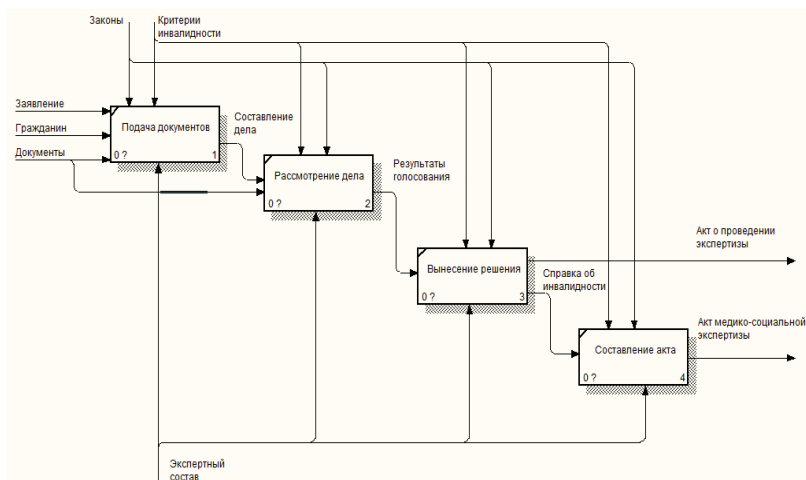 Законы
Критерии
инвалидности
Заявление
Гражданин
Документы
Подача документов
0 ?
1
Составление
дела
Рассмотрение дела
0 ?
2
Результаты
голосования
Вынесение решения
0 ?
3
Акт о проведении
экспертизы
Справка об
инвалидности
Составление акта
0 ?
4
Акт медико-социальной
экспертизы
Экспертный
состав